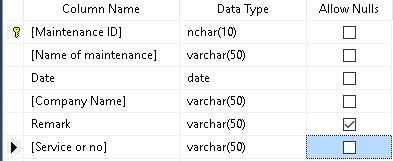 Column Name Data Type Allow Nulls
[Maintenance ID] nchar(10)
[Name of maintenance] varchar(50)
Date date
[Company Name] varchar(50)
Remark varchar(50)
[Service or no] varchar(50)